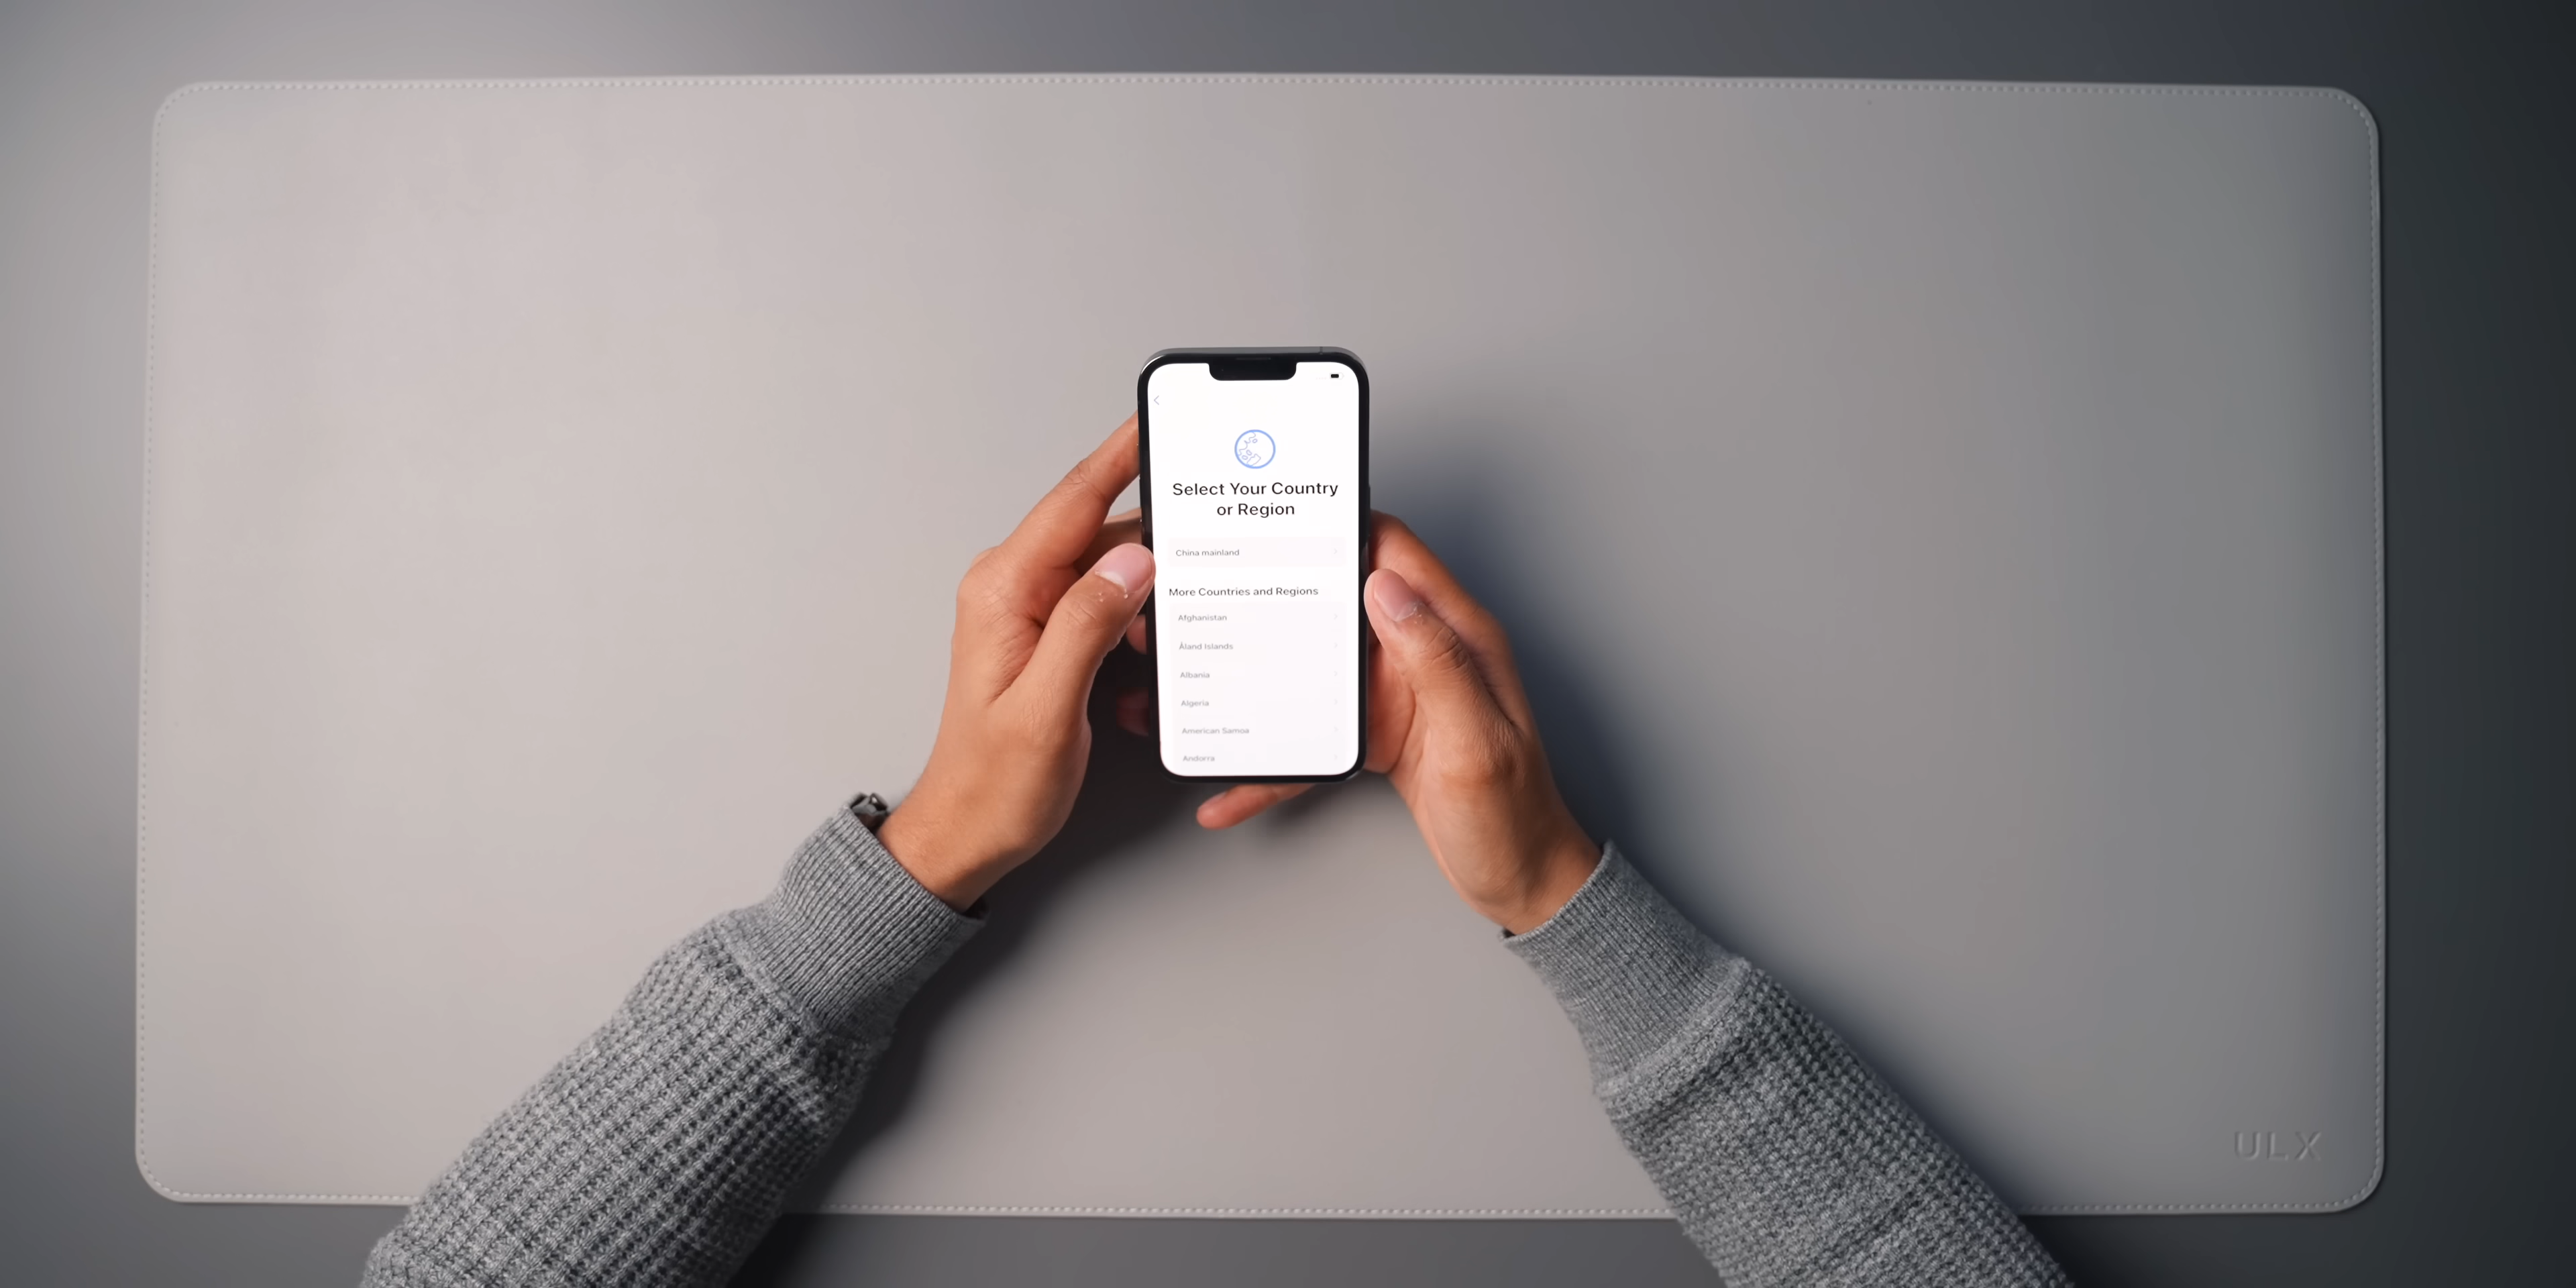 Select Your Country
or Region
China mainland
More Countries and Regions
Afghanistan
Åland Islands
Albania
Algeria
American Samoa
Andorra
ULX